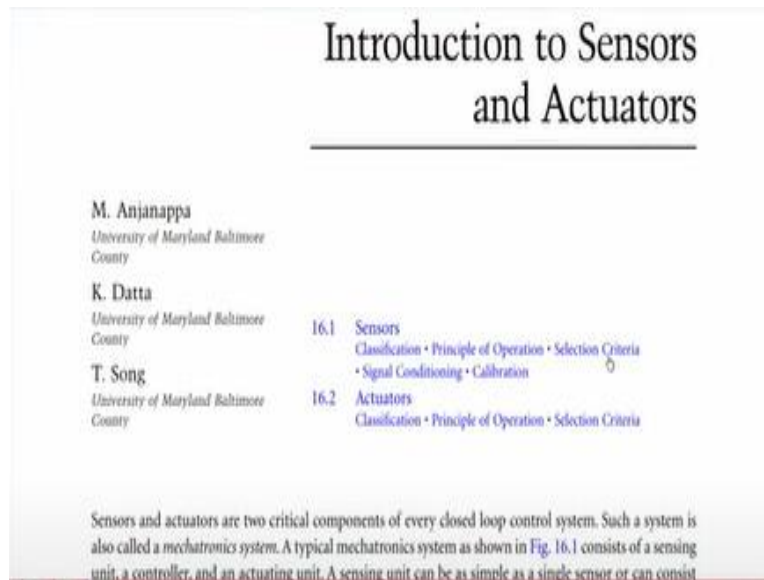 Introduction to Sensors
and Actuators
M. Anjanappa
University of Maryland Baltimore
County
K. Datta
University of Maryland Baltimore
County
T. Song
University of Maryland Baltimore
County
16.1 Sensors
Classification • Principle of Operation • Selection Criteria
• Signal Conditioning • Calibration
16.2 Actuators
Classification • Principle of Operation • Selection Criteria
Sensors and actuators are two critical components of every closed loop control system. Such a system is
also called a mechatronics system. A typical mechatronics system as shown in Fig. 16.1 consists of a sensing
unit, a controller, and an actuating unit. A sensing unit can be as simple as a single sensor or can consist